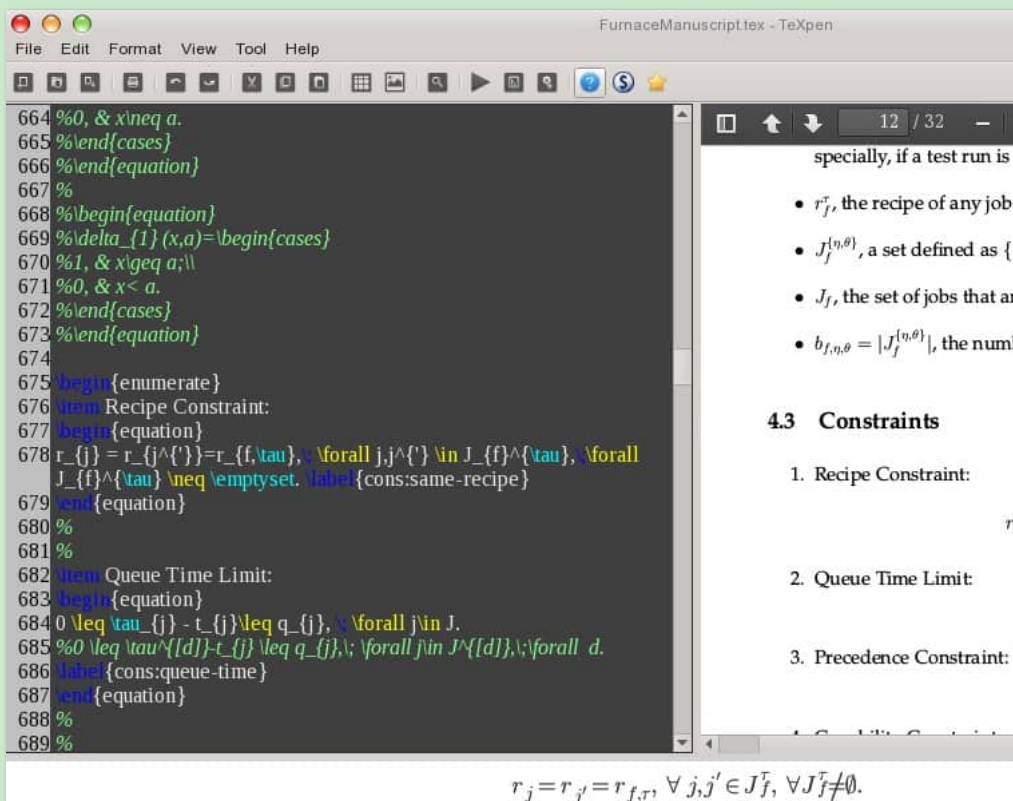 FurnaceManuscript.tex - TeXpen
File Edit Format View Tool Help
664 %0, & x\neq a.
665 %\end{cases}
666 %\end{equation}
667 %
668 %\begin{equation}
669 %\delta_{1} (x,a)=\begin{cases}
670 %1, & x\geq a;\\
671 %0, & x< a.
672 %\end{cases}
673 %\end{equation}
674
675 \begin{enumerate}
676 \item Recipe Constraint:
677 \begin{equation}
678 r_{j} = r_{j^{'}}=r_{f,\tau},\; \forall j,j^{'} \in J_{f}^{\tau},\;\forall
J_{f}^{\tau} \neq \emptyset. \label{cons:same-recipe}
679 \end{equation}
680 %
681 %
682 \item Queue Time Limit:
683 \begin{equation}
684 0 \leq \tau_{j} - t_{j}\leq q_{j}, \; \forall j\in J.
685 %0 \leq \tau^{[d]}-t_{j} \leq q_{j},\; \forall j\in J^{[d]},\;\forall d.
686 \label{cons:queue-time}
687 \end{equation}
688 %
689 %
12 / 32
specially, if a test run is
• r_f^τ, the recipe of any job
• J_f^{η,θ}, a set defined as {
• J_f, the set of jobs that a
• b_{f,η,θ} = |J_f^{η,θ}|, the num
4.3 Constraints
1. Recipe Constraint:
r
2. Queue Time Limit:
3. Precedence Constraint:
r_j = r_{j'} = r_{f,τ}, ∀ j,j' ∈ J_f^τ, ∀J_f^τ≠∅.